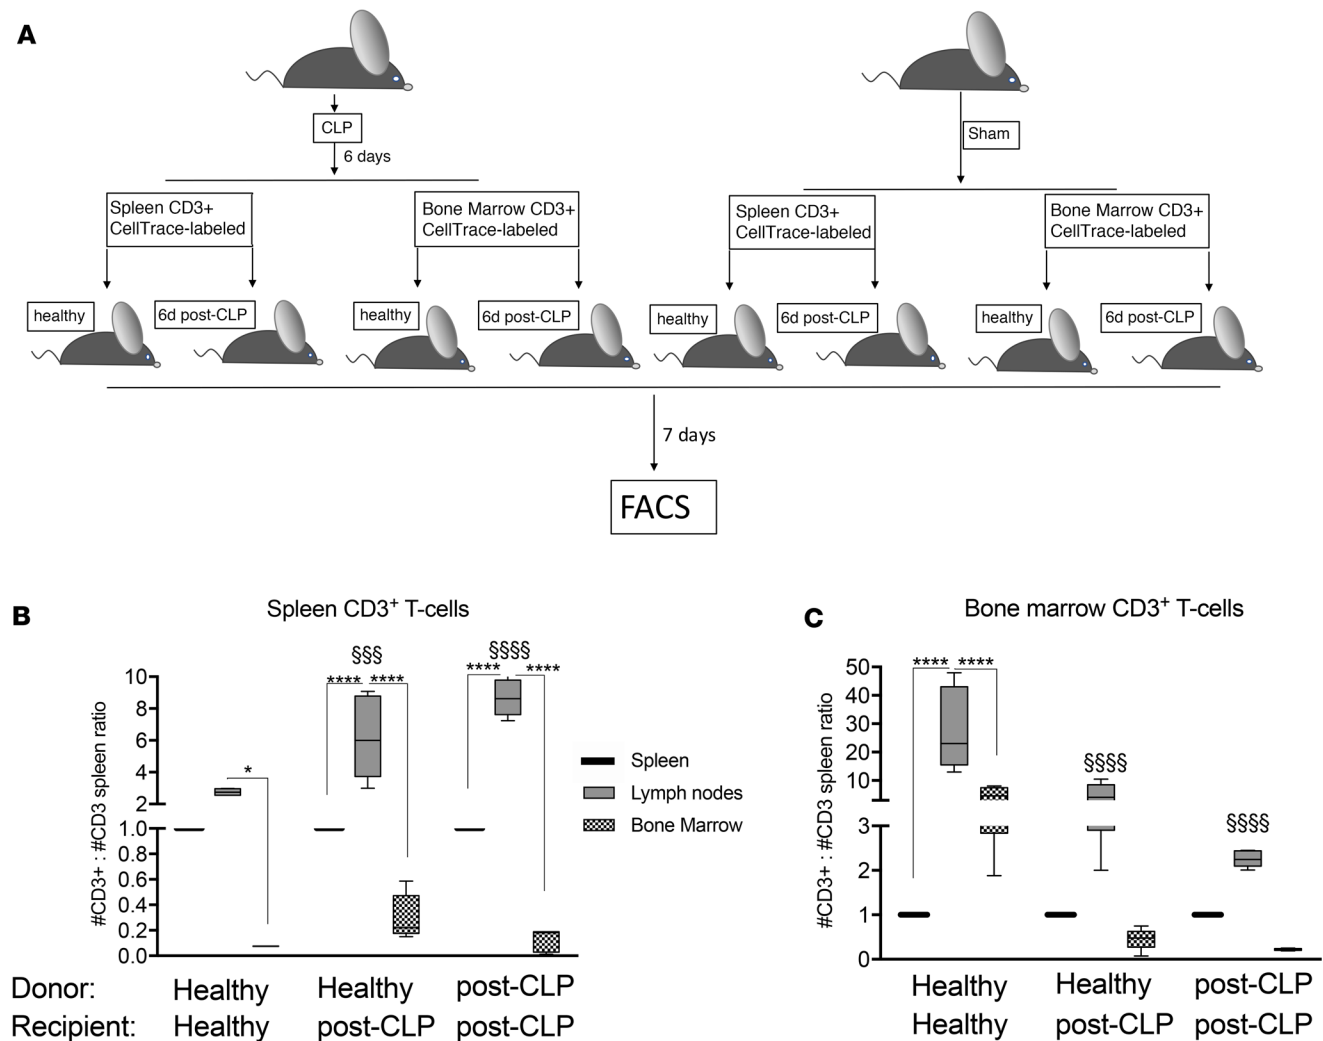 A
CLP
6 days
Sham
Spleen CD3+
CellTrace-labeled
Bone Marrow CD3+
CellTrace-labeled
Spleen CD3+
CellTrace-labeled
Bone Marrow CD3+
CellTrace-labeled
healthy
6d post-CLP
healthy
6d post-CLP
healthy
6d post-CLP
healthy
6d post-CLP
7 days
FACS
B
Spleen CD3+ T-cells
#CD3+ : #CD3 spleen ratio
10
8
6
4
2
1.0
0.8
0.6
0.4
0.2
0.0
*
§§§
**** ****
§§§§
**** ****
Spleen
Lymph nodes
Bone Marrow
Donor: Healthy Healthy post-CLP
Recipient: Healthy post-CLP post-CLP
C
Bone marrow CD3+ T-cells
#CD3+ : #CD3 spleen ratio
50
40
30
20
10
3
2
1
0
**** ****
§§§§
§§§§
Healthy Healthy post-CLP
Healthy post-CLP post-CLP